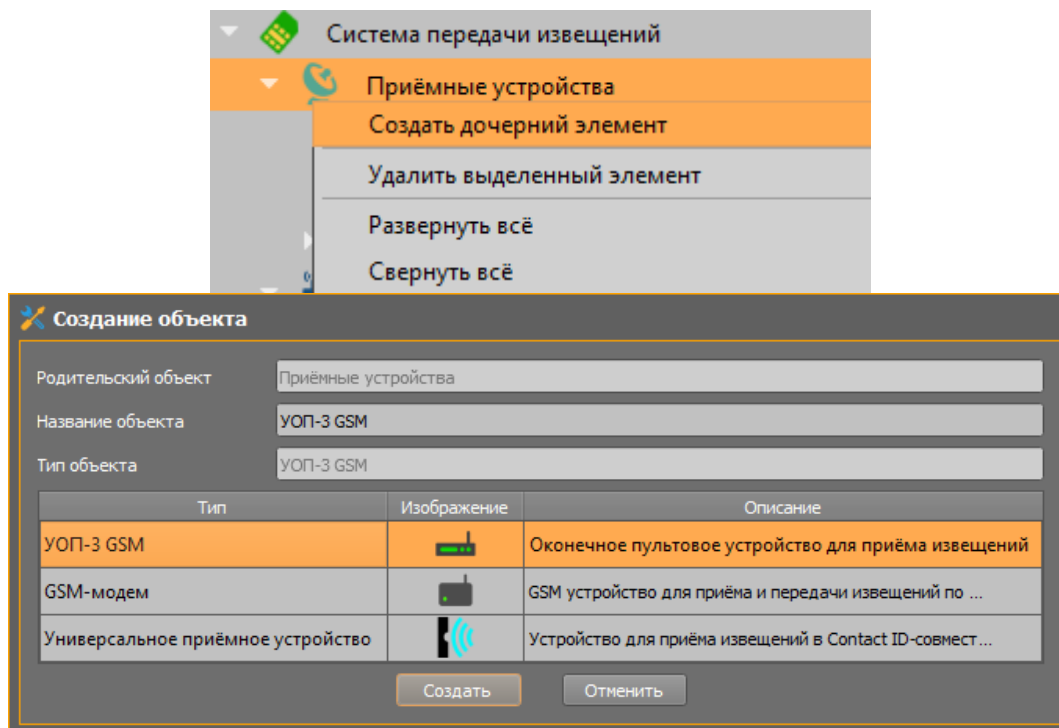 Система передачи извещений
Приёмные устройства
Создать дочерний элемент
Удалить выделенный элемент
Развернуть всё
Свернуть всё
Создание объекта
Родительский объект Приёмные устройства
Название объекта УОП-3 GSM
Тип объекта УОП-3 GSM
Тип Изображение Описание
УОП-3 GSM Оконечное пультовое устройство для приёма извещений
GSM-модем GSM устройство для приёма и передачи извещений по ...
Универсальное приёмное устройство Устройство для приёма извещений в Contact ID-совмест...
Создать Отменить